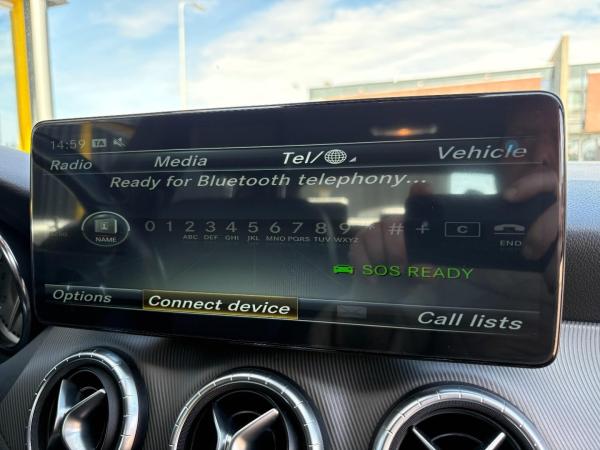 14:59 TA
Radio Media Tel/ Vehicle
Ready for Bluetooth telephony...
NAME 0 1 2 3 4 5 6 7 8 9 * # + C
ABC DEF GHI JKL MNO PQRS TUV WXYZ END
SOS READY
Options Connect device Call lists